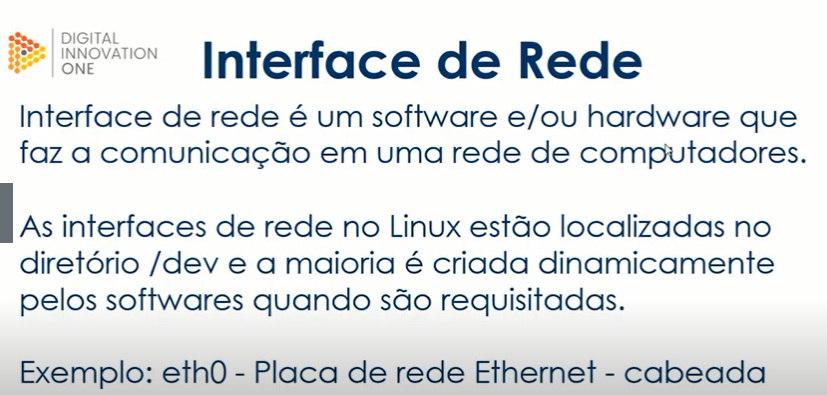 DIGITAL
INNOVATION
ONE
Interface de Rede
Interface de rede é um software e/ou hardware que
faz a comunicação em uma rede de computadores.
As interfaces de rede no Linux estão localizadas no
diretório /dev e a maioria é criada dinamicamente
pelos softwares quando são requisitadas.
Exemplo: eth0 - Placa de rede Ethernet - cabeada